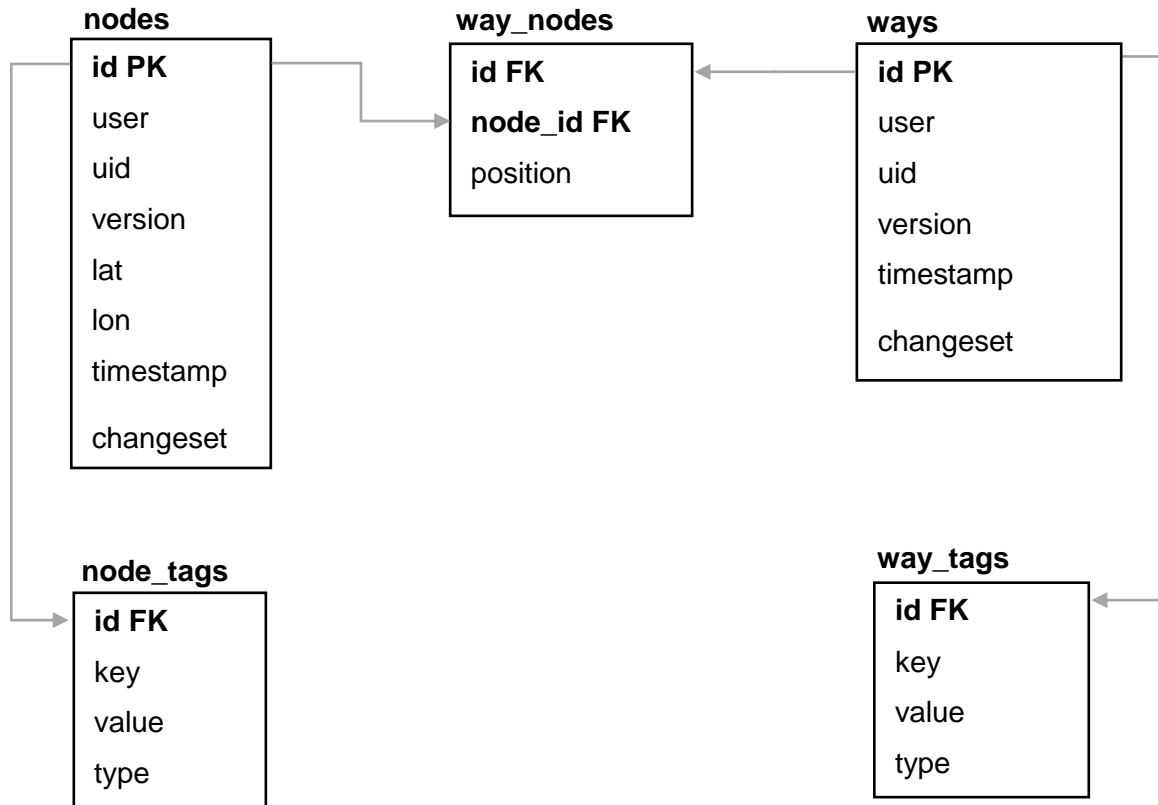 nodes
id PK
user
uid
version
lat
lon
timestamp
changeset
way_nodes
id FK
node_id FK
position
ways
id PK
user
uid
version
timestamp
changeset
node_tags
id FK
key
value
type
way_tags
id FK
key
value
type